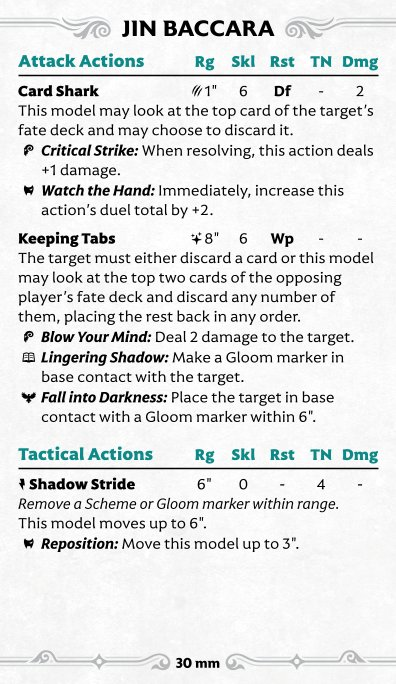 JIN BACCARA
Attack Actions Rg Skl Rst TN Dmg
Card Shark 1" 6 Df - 2
This model may look at the top card of the target's
fate deck and may choose to discard it.
Critical Strike: When resolving, this action deals
+1 damage.
Watch the Hand: Immediately, increase this
action's duel total by +2.
Keeping Tabs 8" 6 Wp - -
The target must either discard a card or this model
may look at the top two cards of the opposing
player's fate deck and discard any number of
them, placing the rest back in any order.
Blow Your Mind: Deal 2 damage to the target.
Lingering Shadow: Make a Gloom marker in
base contact with the target.
Fall into Darkness: Place the target in base
contact with a Gloom marker within 6".
Tactical Actions Rg Skl Rst TN Dmg
Shadow Stride 6" 0 - 4 -
Remove a Scheme or Gloom marker within range.
This model moves up to 6".
Reposition: Move this model up to 3".
30 mm